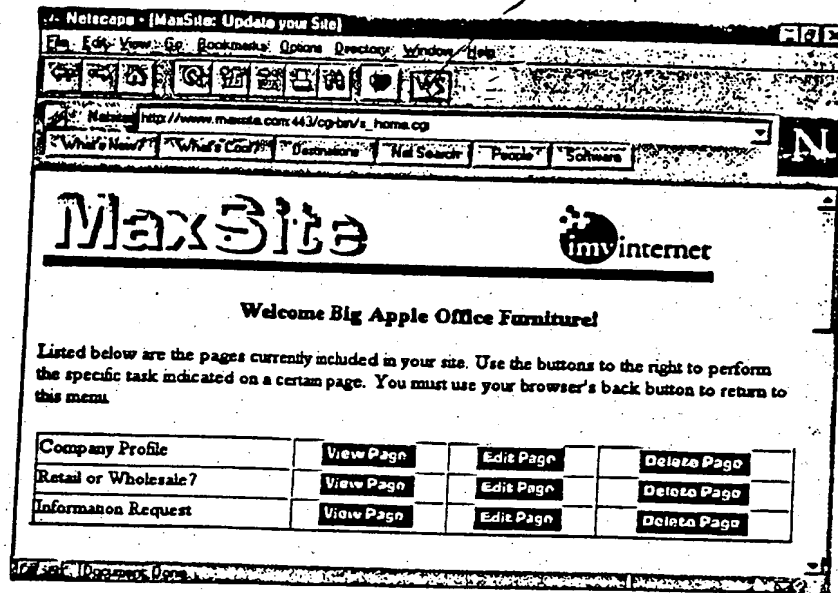 Netscape - [MaxSite: Update your Site]
File Edit View Go Bookmarks Options Directory Window Help
http://www.maxsite.com:443/cgi-bin/s_home.cgi
What's New? What's Cool? Destinations Net Search People Software
N
MaxSite
imv internet
Welcome Big Apple Office Furniture!
Listed below are the pages currently included in your site. Use the buttons to the right to perform
the specific task indicated on a certain page. You must use your browser's back button to return to
this menu.
Company Profile View Page Edit Page Delete Page
Retail or Wholesale? View Page Edit Page Delete Page
Information Request View Page Edit Page Delete Page
Document Done